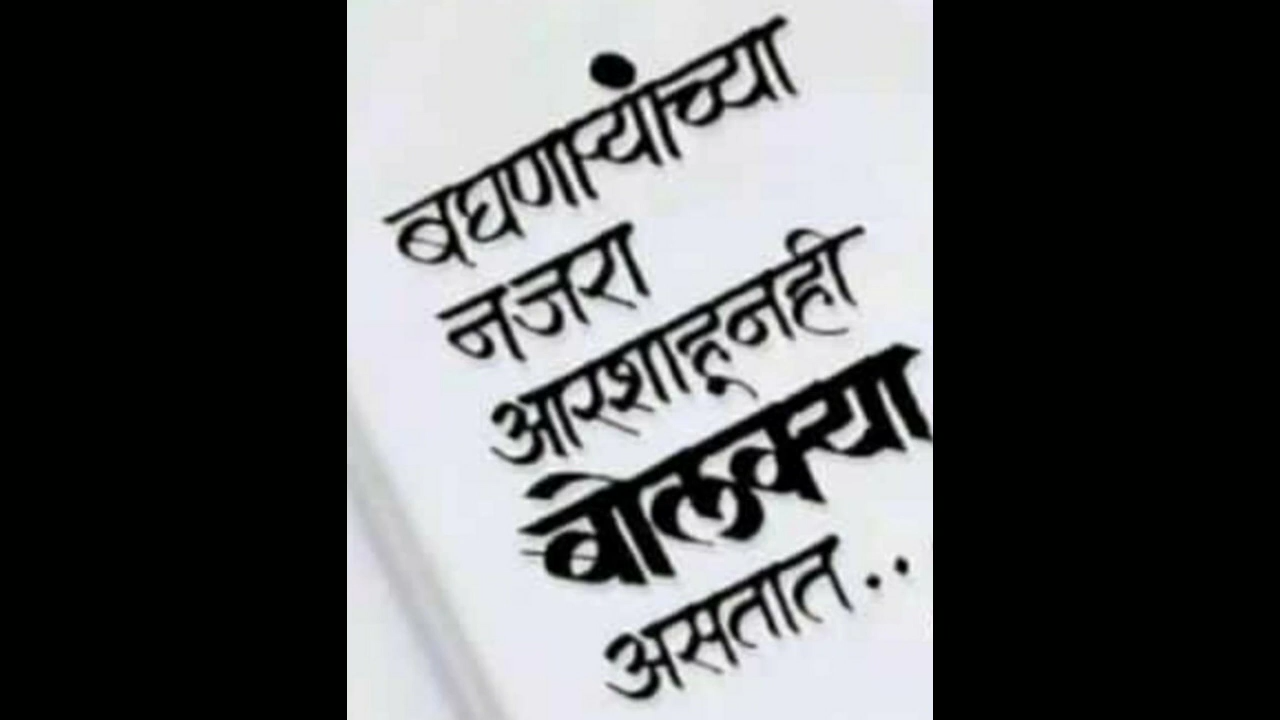 बघणाऱ्यांच्या
नजरा
आरशाहूनही
बोलक्या
असतात..